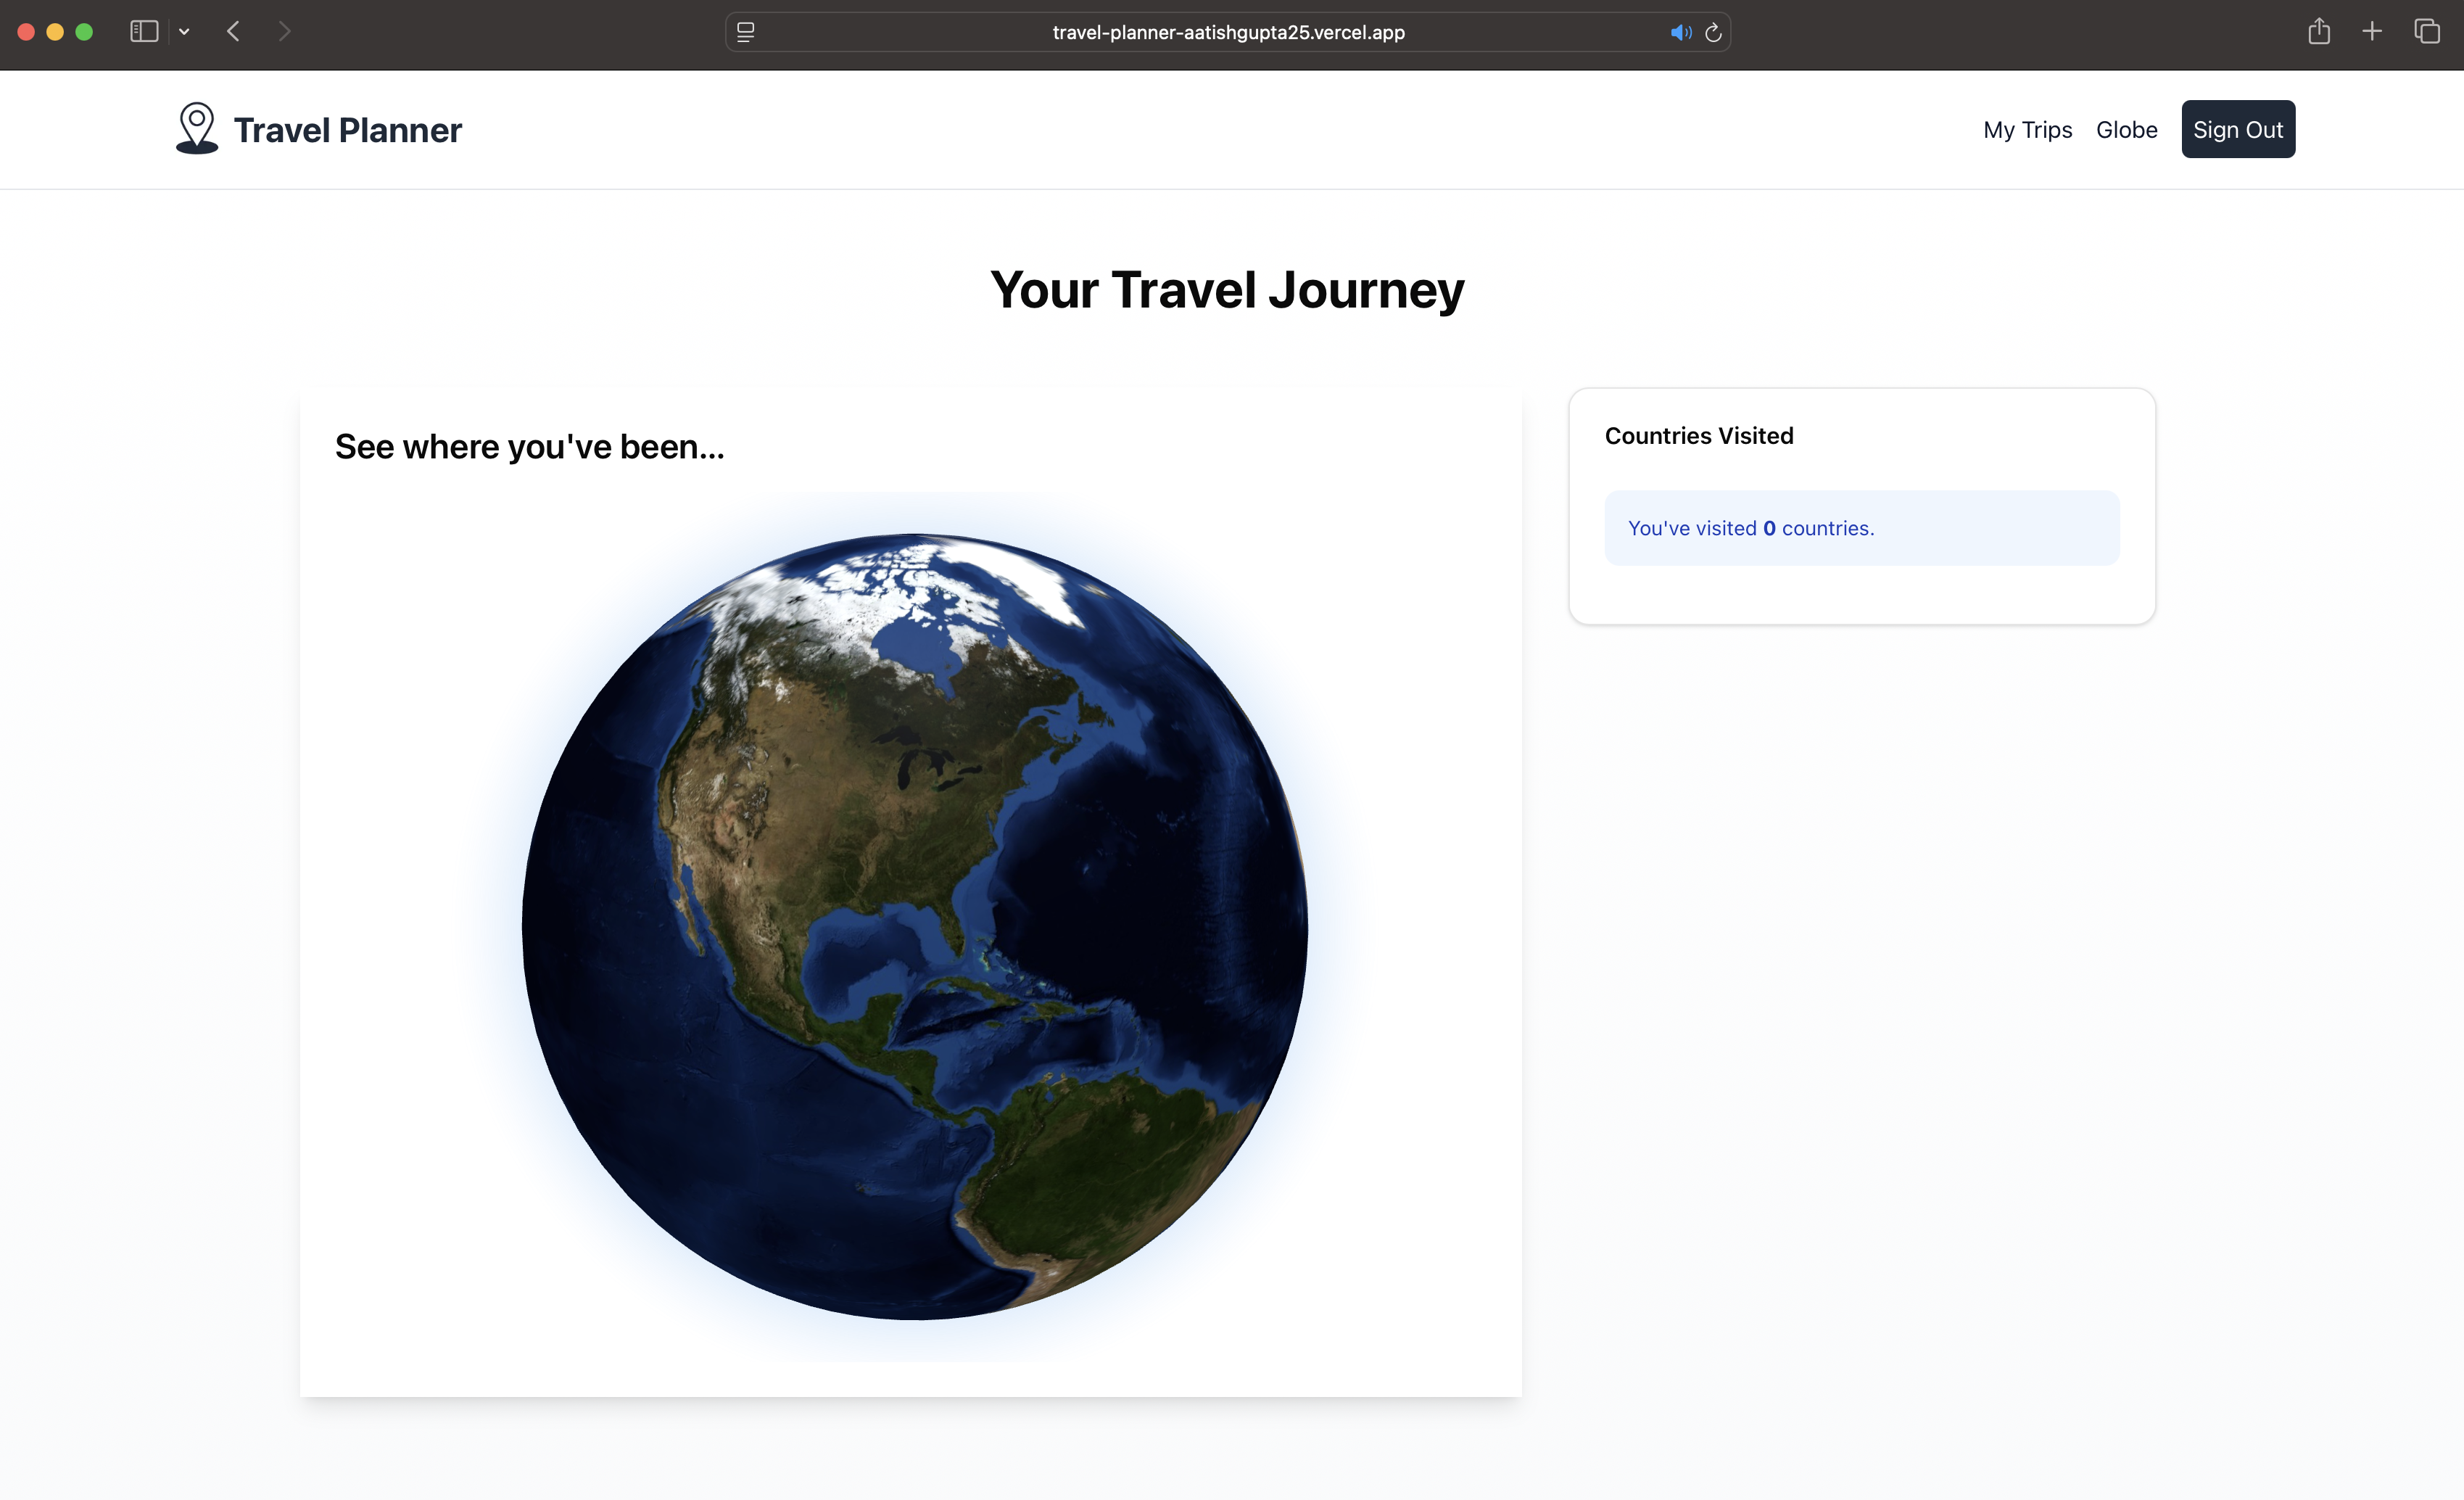 travel-planner-aatishgupta25.vercel.app
Travel Planner
My Trips Globe Sign Out
Your Travel Journey
See where you've been...
Countries Visited
You've visited 0 countries.